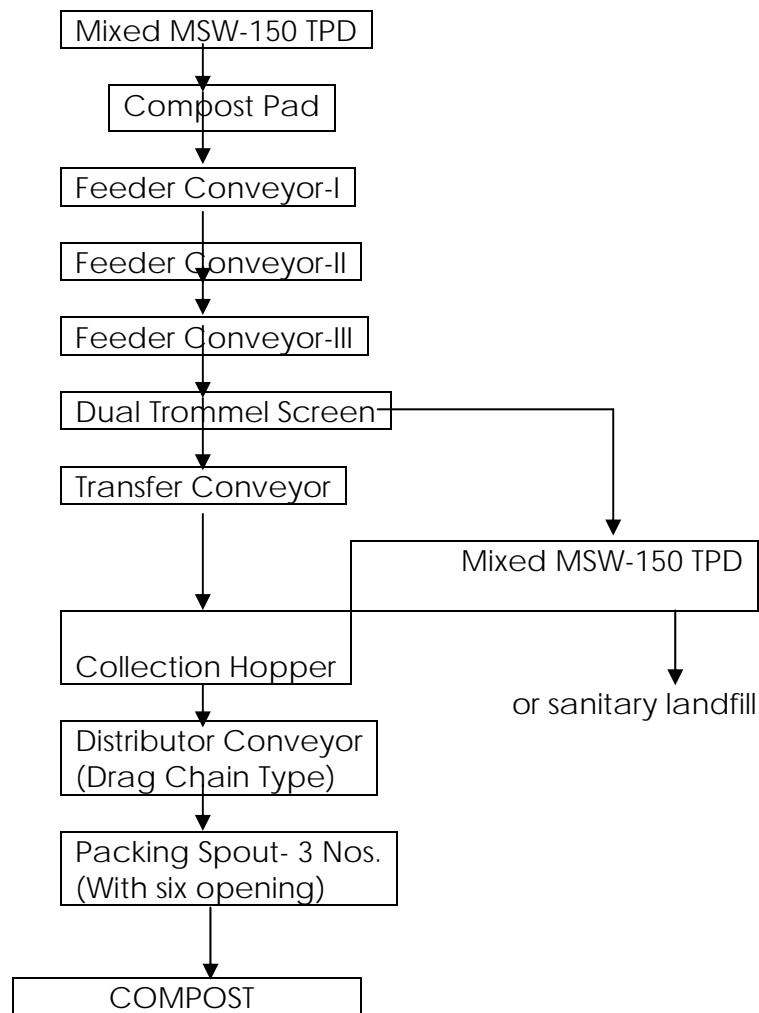 Mixed MSW-150 TPD
Compost Pad
Feeder Conveyor-I
Feeder Conveyor-II
Feeder Conveyor-III
Dual Trommel Screen
Transfer Conveyor
Mixed MSW-150 TPD
Collection Hopper
or sanitary landfill
Distributor Conveyor
(Drag Chain Type)
Packing Spout- 3 Nos.
(With six opening)
COMPOST